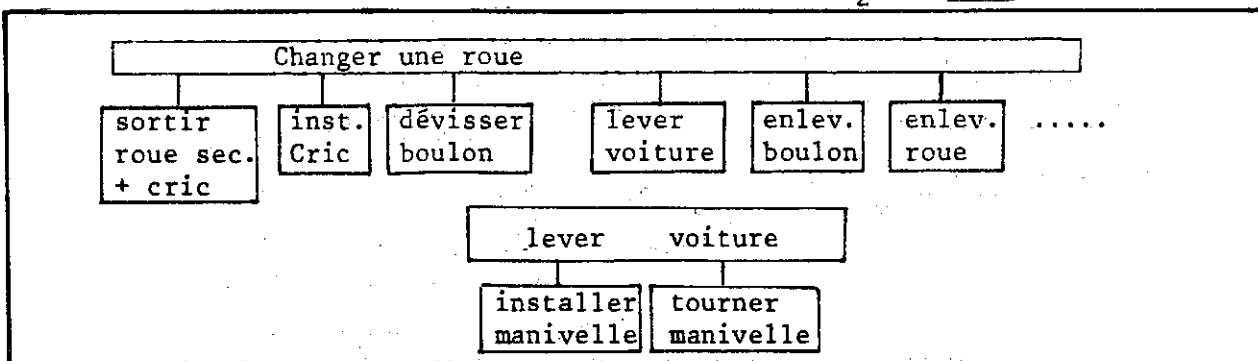 2
Changer une roue
sortir roue sec. + cric
inst. Cric
dévisser boulon
lever voiture
enlev. boulon
enlev. roue
.....
lever voiture
installer manivelle
tourner manivelle